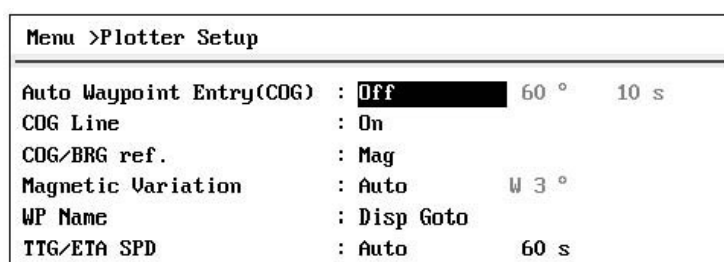 Menu >Plotter Setup
Auto Waypoint Entry(COG) : Off 60 ° 10 s
COG Line : On
COG/BRG ref. : Mag
Magnetic Variation : Auto W 3 °
WP Name : Disp Goto
TTG/ETA SPD : Auto 60 s